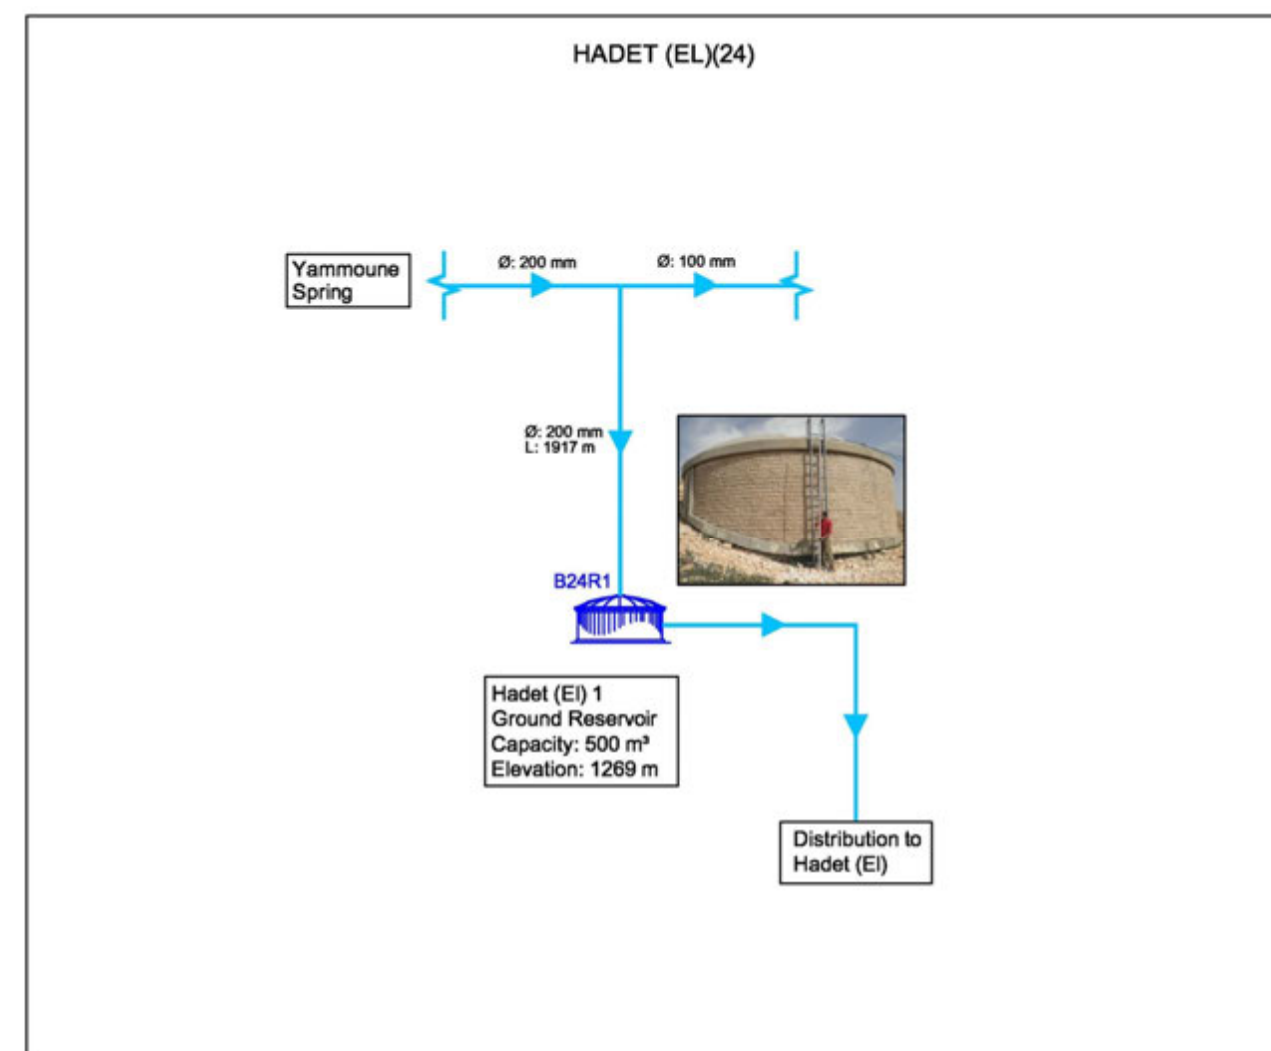 HADET (EL)(24)
Yammoune
Spring
Ø: 200 mm
Ø: 100 mm
Ø: 200 mm
L: 1917 m
B24R1
Hadet (El) 1
Ground Reservoir
Capacity: 500 m³
Elevation: 1269 m
Distribution to
Hadet (El)